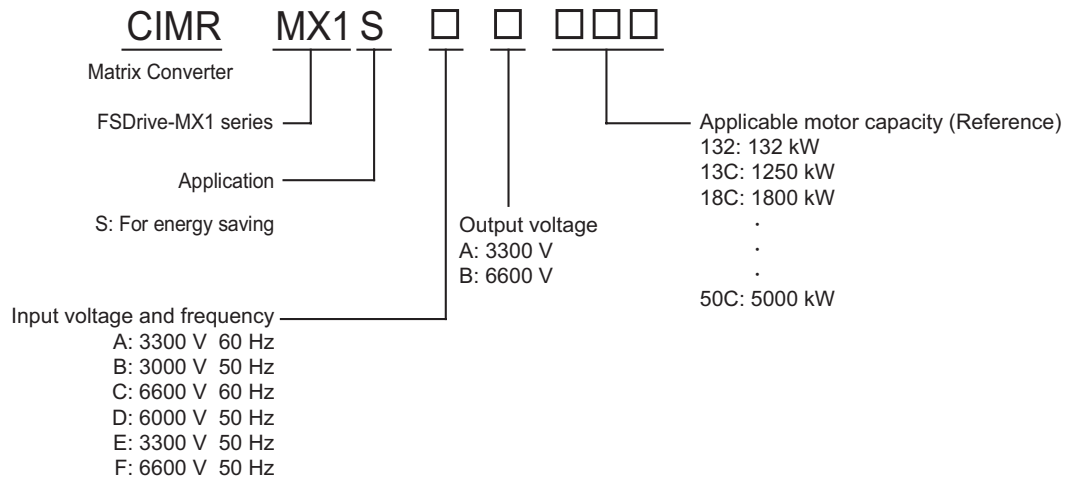 CIMR MX1 S □ □ □□□
Matrix Converter
FSDrive-MX1 series
Application
S: For energy saving
Input voltage and frequency
A: 3300 V 60 Hz
B: 3000 V 50 Hz
C: 6600 V 60 Hz
D: 6000 V 50 Hz
E: 3300 V 50 Hz
F: 6600 V 50 Hz
Output voltage
A: 3300 V
B: 6600 V
Applicable motor capacity (Reference)
132: 132 kW
13C: 1250 kW
18C: 1800 kW
·
·
·
50C: 5000 kW